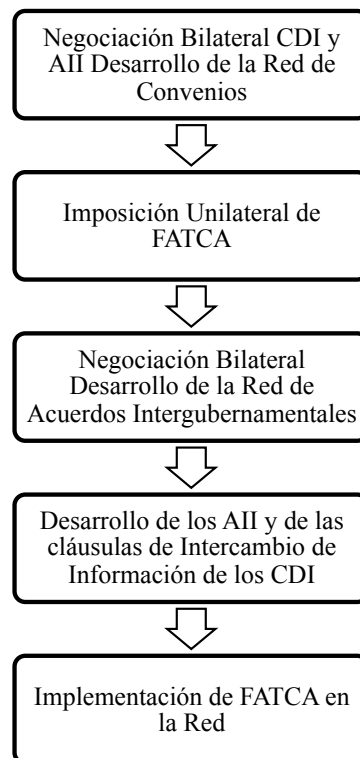 Negociación Bilateral CDI y
AII Desarrollo de la Red de
Convenios
Imposición Unilateral de
FATCA
Negociación Bilateral
Desarrollo de la Red de
Acuerdos Intergubernamentales
Desarrollo de los AII y de las
cláusulas de Intercambio de
Información de los CDI
Implementación de FATCA en
la Red